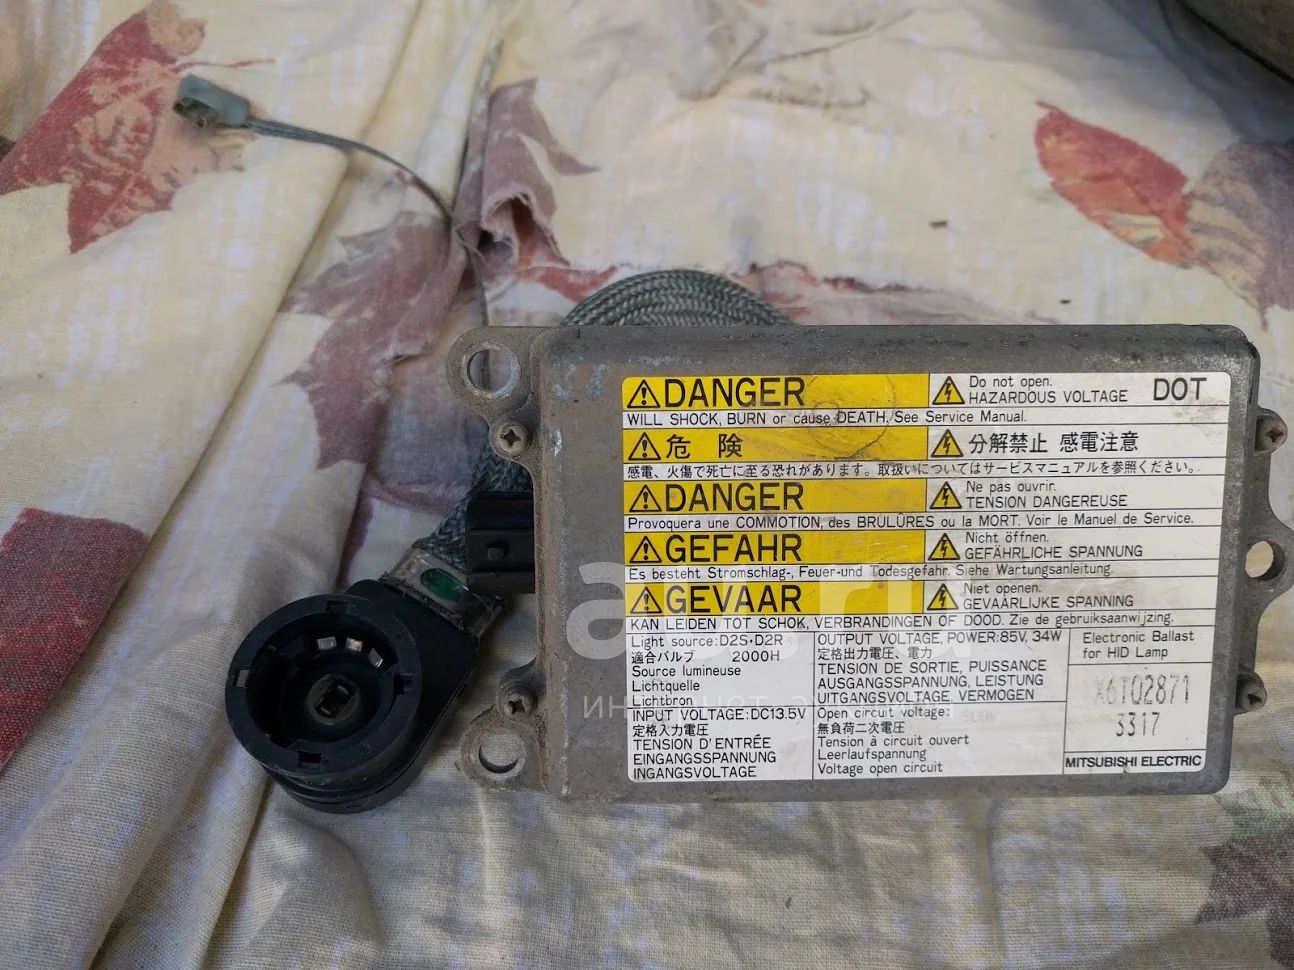 DANGER
Do not open.
HAZARDOUS VOLTAGE
DOT
WILL SHOCK, BURN or cause DEATH. See Service Manual.
危 険
分解禁止 感電注意
感電、火傷で死亡に至る恐れがあります。取扱いについてはサービスマニュアルを参照ください。
DANGER
Ne pas ouvrir.
TENSION DANGEREUSE
Provoquera une COMMOTION, des BRULÛRES ou la MORT. Voir le Manuel de Service.
GEFAHR
Nicht öffnen.
GEFÄHRLICHE SPANNUNG
Es besteht Stromschlag-, Feuer-und Todesgefahr. Siehe Wartungsanleitung.
GEVAAR
Niet openen.
GEVAARLIJKE SPANNING
KAN LEIDEN TOT SCHOK, VERBRANDINGEN OF DOOD. Zie de gebruiksaanwijzing.
Light source:D2S·D2R
適合バルブ 2000H
Source lumineuse
Lichtquelle
Lichtbron
INPUT VOLTAGE:DC13.5V
定格入力電圧
TENSION D'ENTRÉE
EINGANGSSPANNUNG
INGANGSVOLTAGE
OUTPUT VOLTAGE, POWER:85V, 34W
定格出力電圧、電力
TENSION DE SORTIE, PUISSANCE
AUSGANGSSPANNUNG, LEISTUNG
UITGANGSVOLTAGE, VERMOGEN
Open circuit voltage:
無負荷二次電圧
Tension à circuit ouvert
Leerlaufspannung
Voltage open circuit
Electronic Ballast
for HID Lamp
X6T02871
3317
MITSUBISHI ELECTRIC